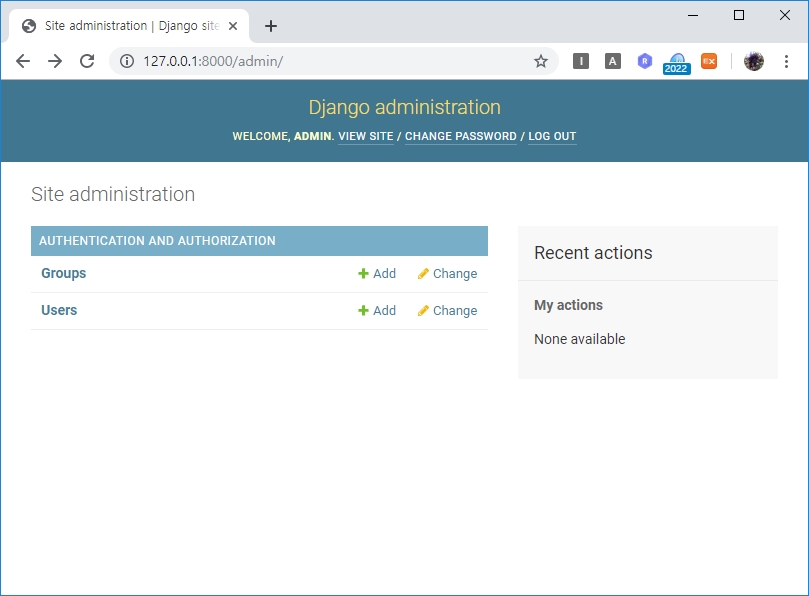 Site administration | Django site
127.0.0.1:8000/admin/
I
A
R
2022
Django administration
WELCOME, ADMIN. VIEW SITE / CHANGE PASSWORD / LOG OUT
Site administration
AUTHENTICATION AND AUTHORIZATION
Groups Add Change
Users Add Change
Recent actions
My actions
None available